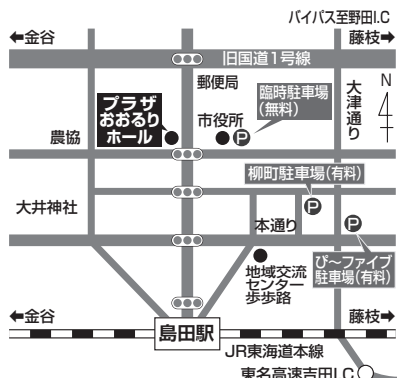 バイパス至野田I.C
←金谷
藤枝→
旧国道1号線
郵便局
臨時駐車場
(無料)
大津通り
N
プラザ
おおるり
ホール
市役所
P
農協
柳町駐車場(有料)
P
大井神社
本通り
P
地域交流
センター
歩歩路
ぴ〜ファイブ
駐車場(有料)
←金谷
藤枝→
島田駅
JR東海道本線
東名高速吉田I.C